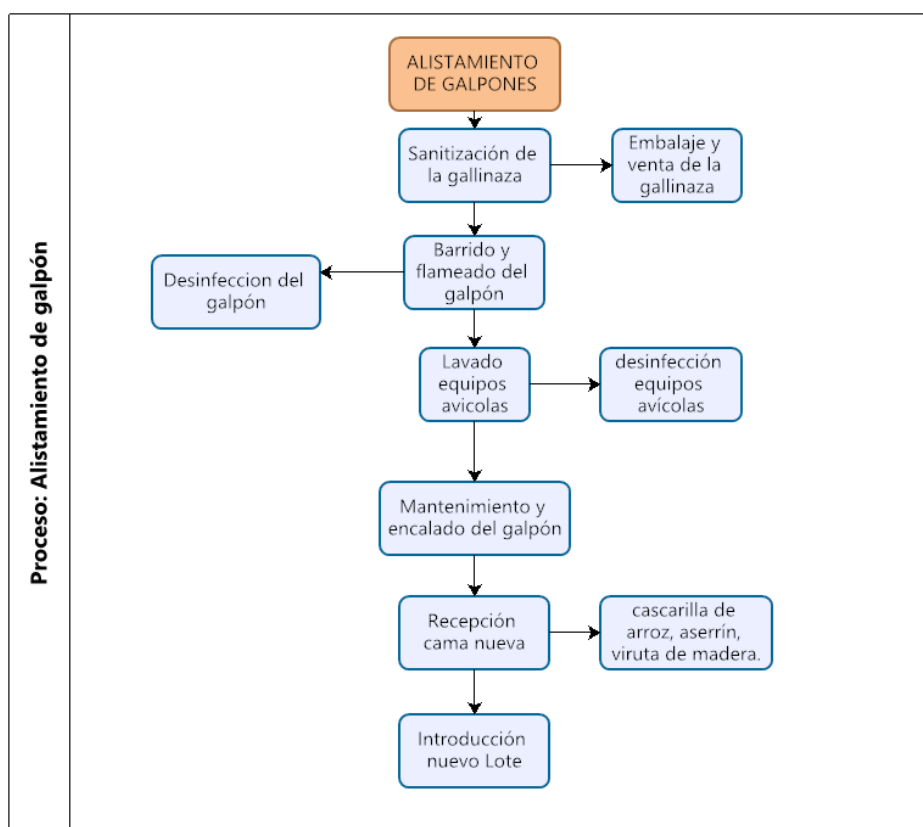 Proceso: Alistamiento de galpón
ALISTAMIENTO
DE GALPONES
Sanitización de
la gallinaza
Embalaje y
venta de la
gallinaza
Barrido y
flameado del
galpón
Desinfeccion del
galpón
Lavado
equipos
avicolas
desinfección
equipos
avícolas
Mantenimiento y
encalado del galpón
Recepción
cama nueva
cascarilla de
arroz, aserrín,
viruta de madera.
Introducción
nuevo Lote